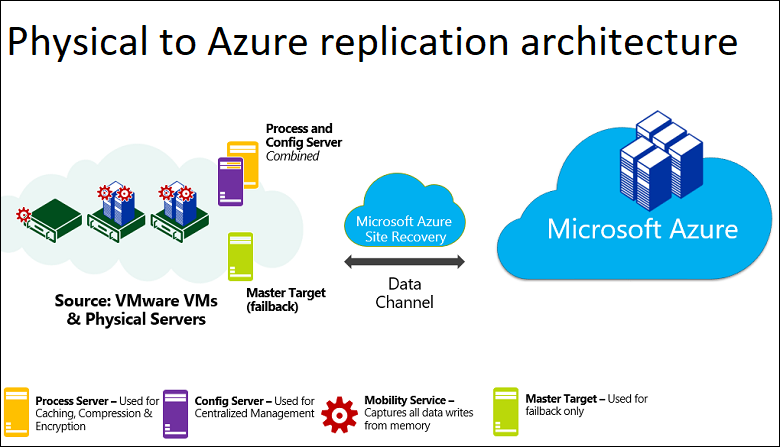 Physical to Azure replication architecture
Process and
Config Server
Combined
Microsoft Azure
Site Recovery
Microsoft Azure
Data
Channel
Master Target
(failback)
Source: VMware VMs
& Physical Servers
Process Server – Used for
Caching, Compression &
Encryption
Config Server – Used for
Centralized Management
Mobility Service –
Captures all data writes
from memory
Master Target – Used for
failback only